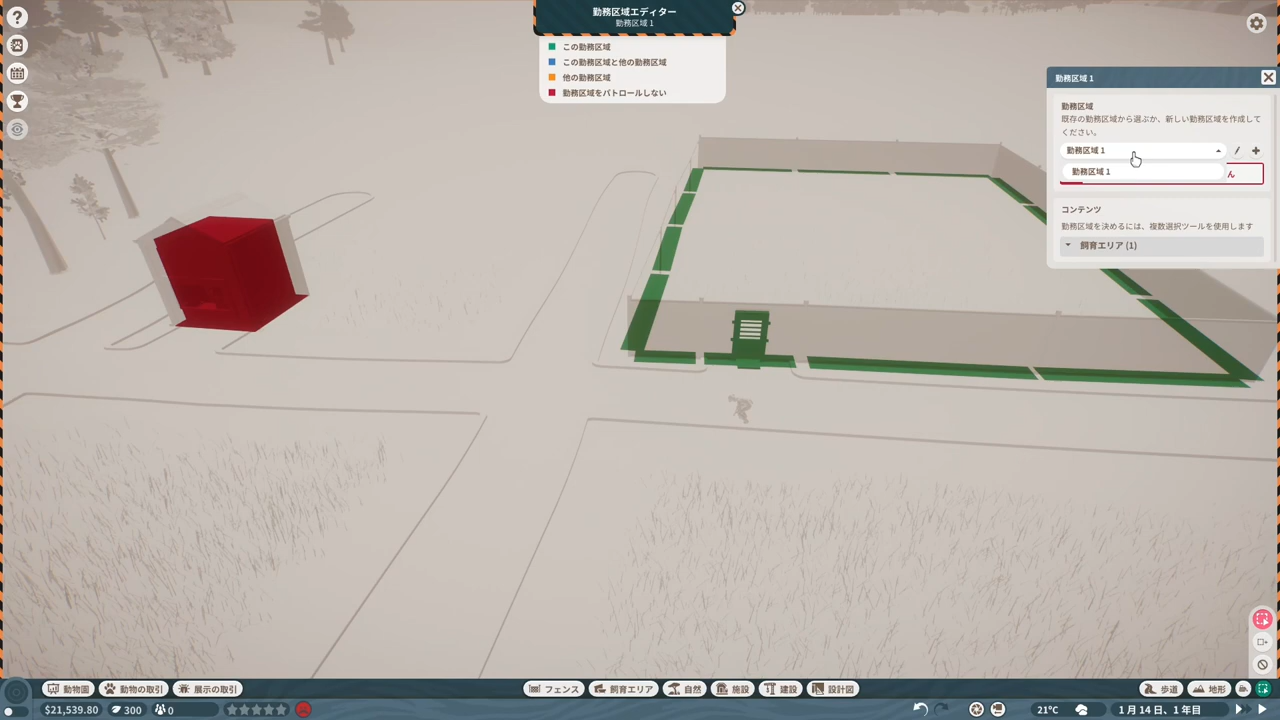 勤務区域エディター
勤務区域 1
この勤務区域
この勤務区域と他の勤務区域
他の勤務区域
勤務区域をパトロールしない
勤務区域 1
勤務区域
既存の勤務区域から選ぶか、新しい勤務区域を作成して
ください。
勤務区域 1
勤務区域 1
ん
コンテンツ
勤務区域を決めるには、複数選択ツールを使用します
飼育エリア (1)
動物園
動物の取引
展示の取引
フェンス
飼育エリア
自然
施設
建設
設計図
歩道
地形
$21,539.80
300
0
21°C
1 月 14 日、1 年目